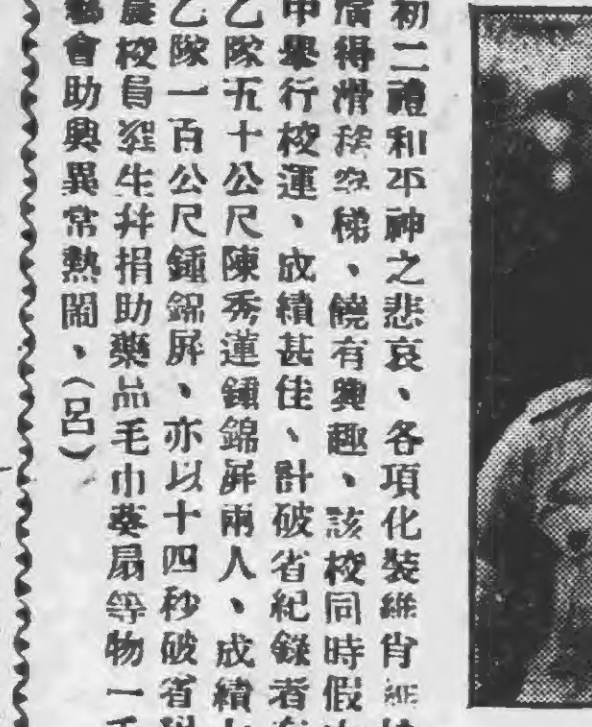 初二禮和平神之悲哀、各項化裝維肖維
演得滑稽突梯、饒有興趣、該校同時假
中舉行校運、成績甚佳、計破省紀錄者
乙隊五十公尺陳秀蓮鍾錦屏兩人、成績
乙隊一百公尺鍾錦屏、亦以十四秒破省
校員學生并捐助藥品毛巾葵扇等物一
會助興異常熱鬧、（呂）